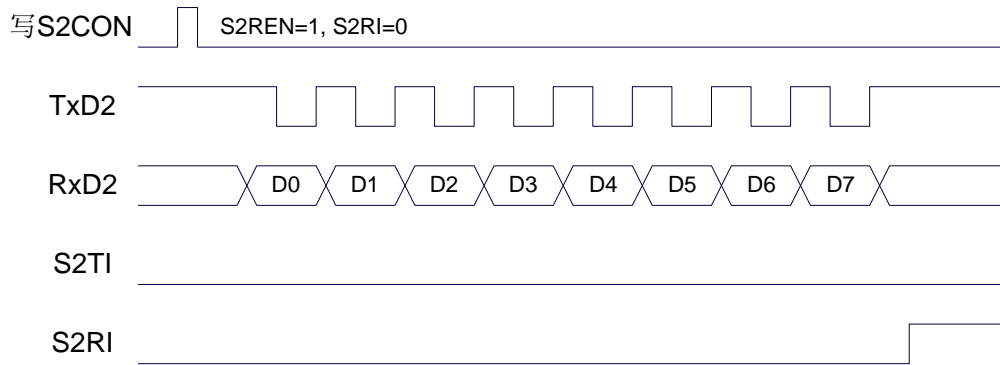 写S2CON S2REN=1, S2RI=0
TxD2
RxD2 D0 D1 D2 D3 D4 D5 D6 D7
S2TI
S2RI